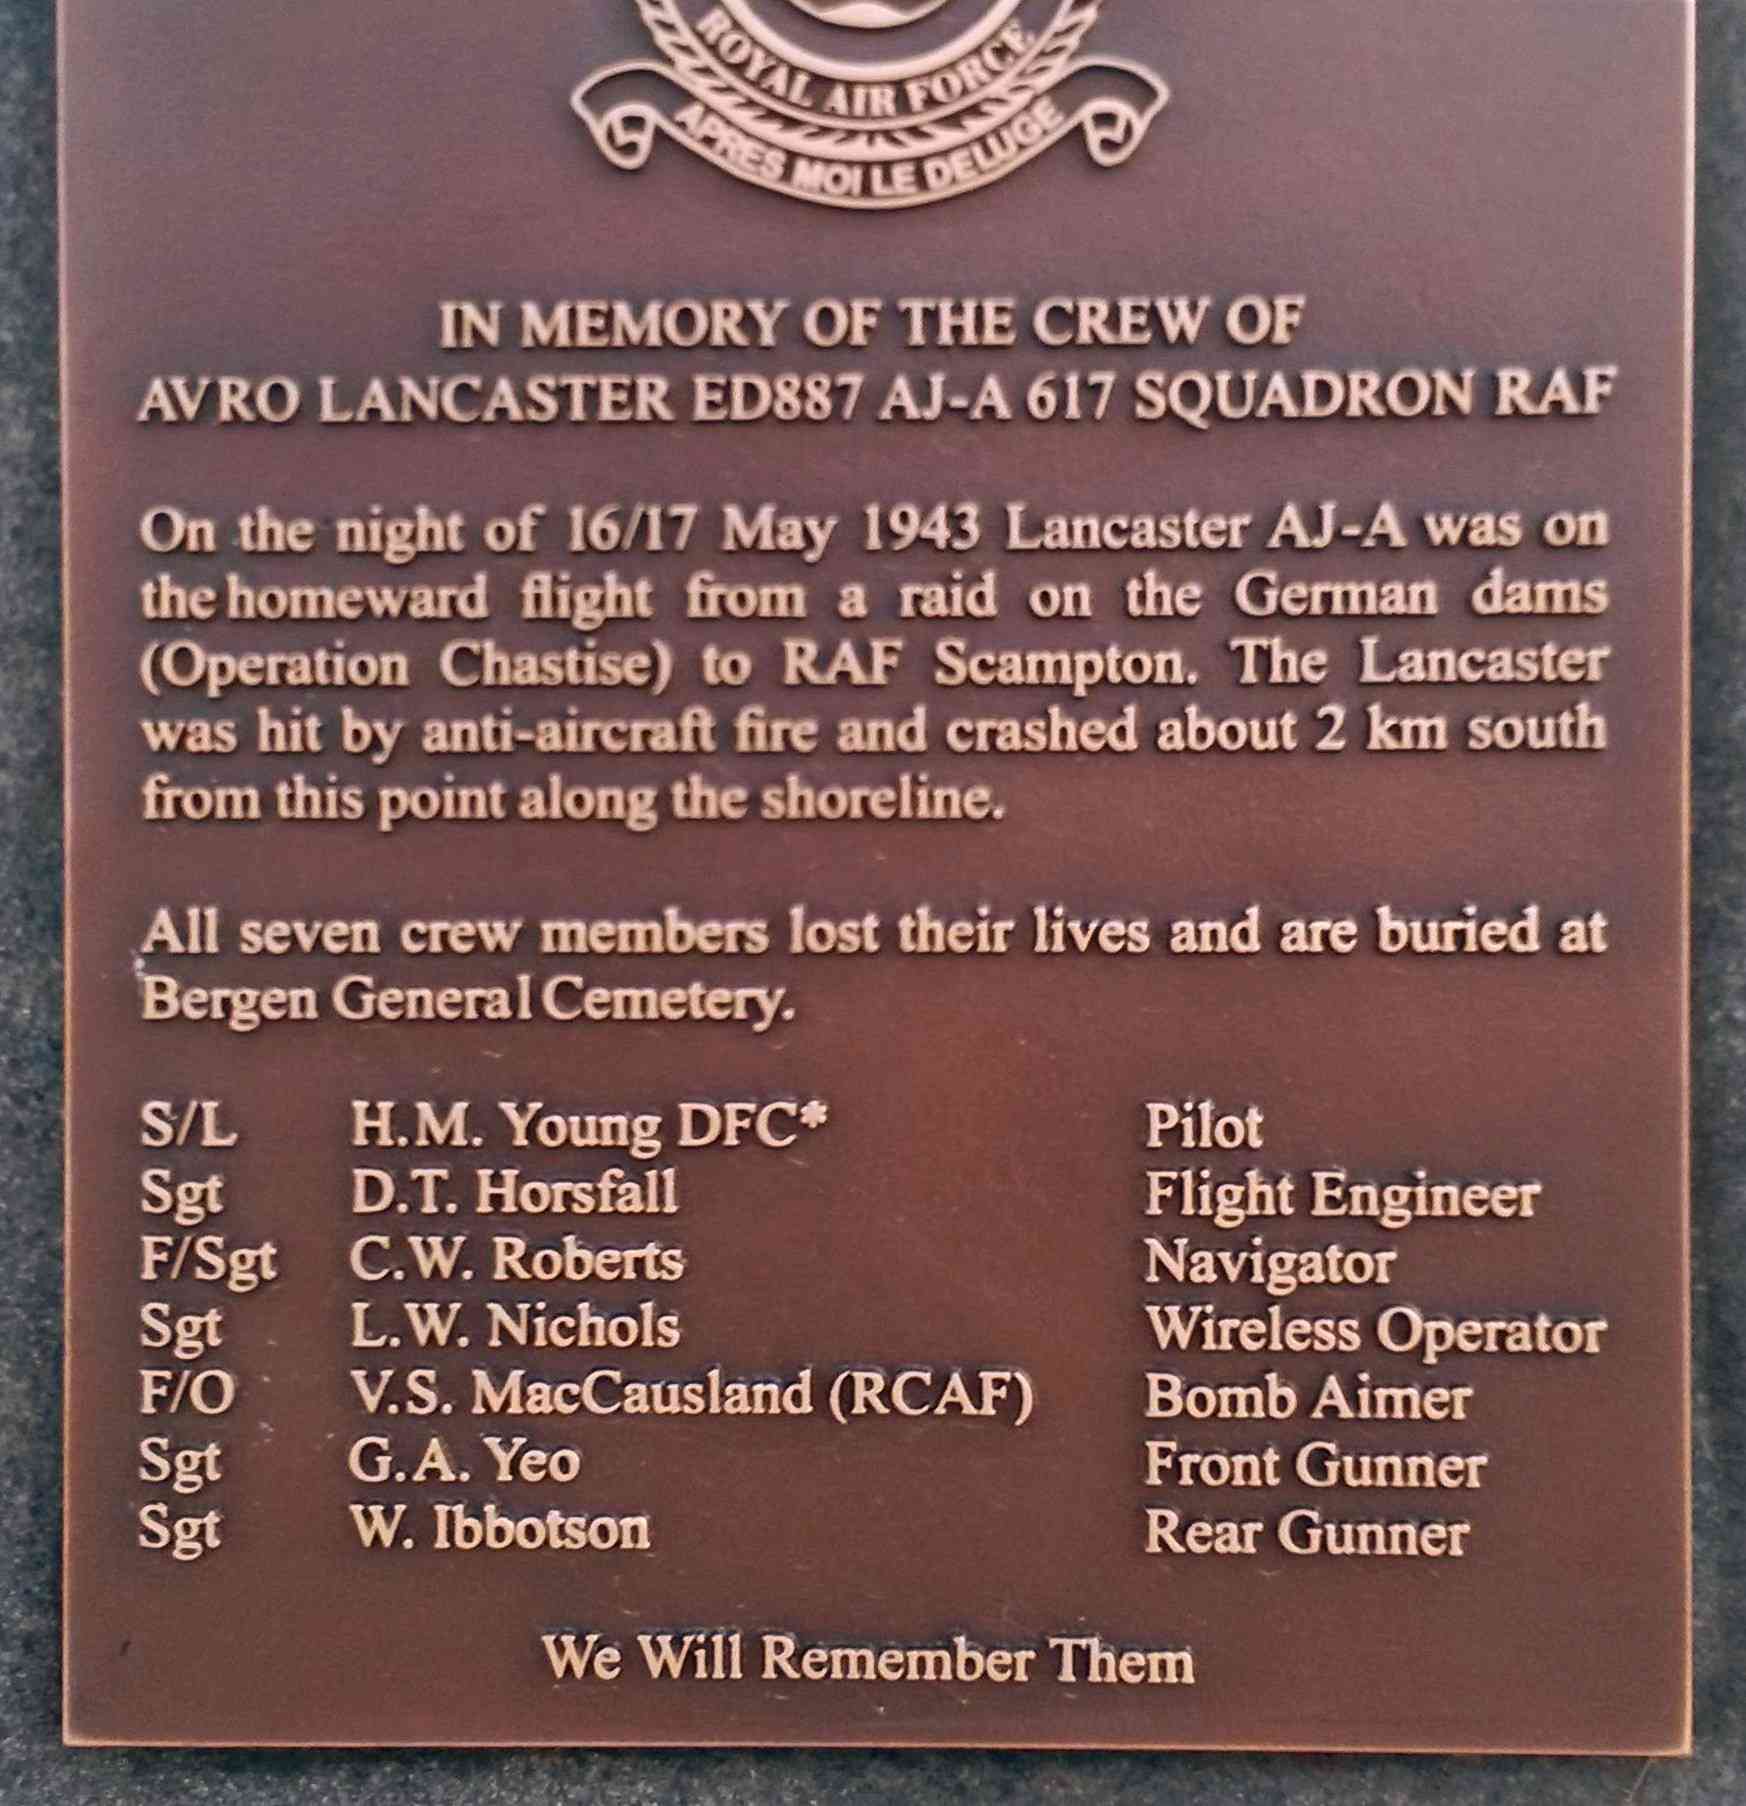 ROYAL AIR FORCE
APRES MOI LE DELUGE
IN MEMORY OF THE CREW OF
AVRO LANCASTER ED887 AJ-A 617 SQUADRON RAF
On the night of 16/17 May 1943 Lancaster AJ-A was on
the homeward flight from a raid on the German dams
(Operation Chastise) to RAF Scampton. The Lancaster
was hit by anti-aircraft fire and crashed about 2 km south
from this point along the shoreline.
All seven crew members lost their lives and are buried at
Bergen General Cemetery.
S/L H.M. Young DFC* Pilot
Sgt D.T. Horsfall Flight Engineer
F/Sgt C.W. Roberts Navigator
Sgt L.W. Nichols Wireless Operator
F/O V.S. MacCausland (RCAF) Bomb Aimer
Sgt G.A. Yeo Front Gunner
Sgt W. Ibbotson Rear Gunner
We Will Remember Them